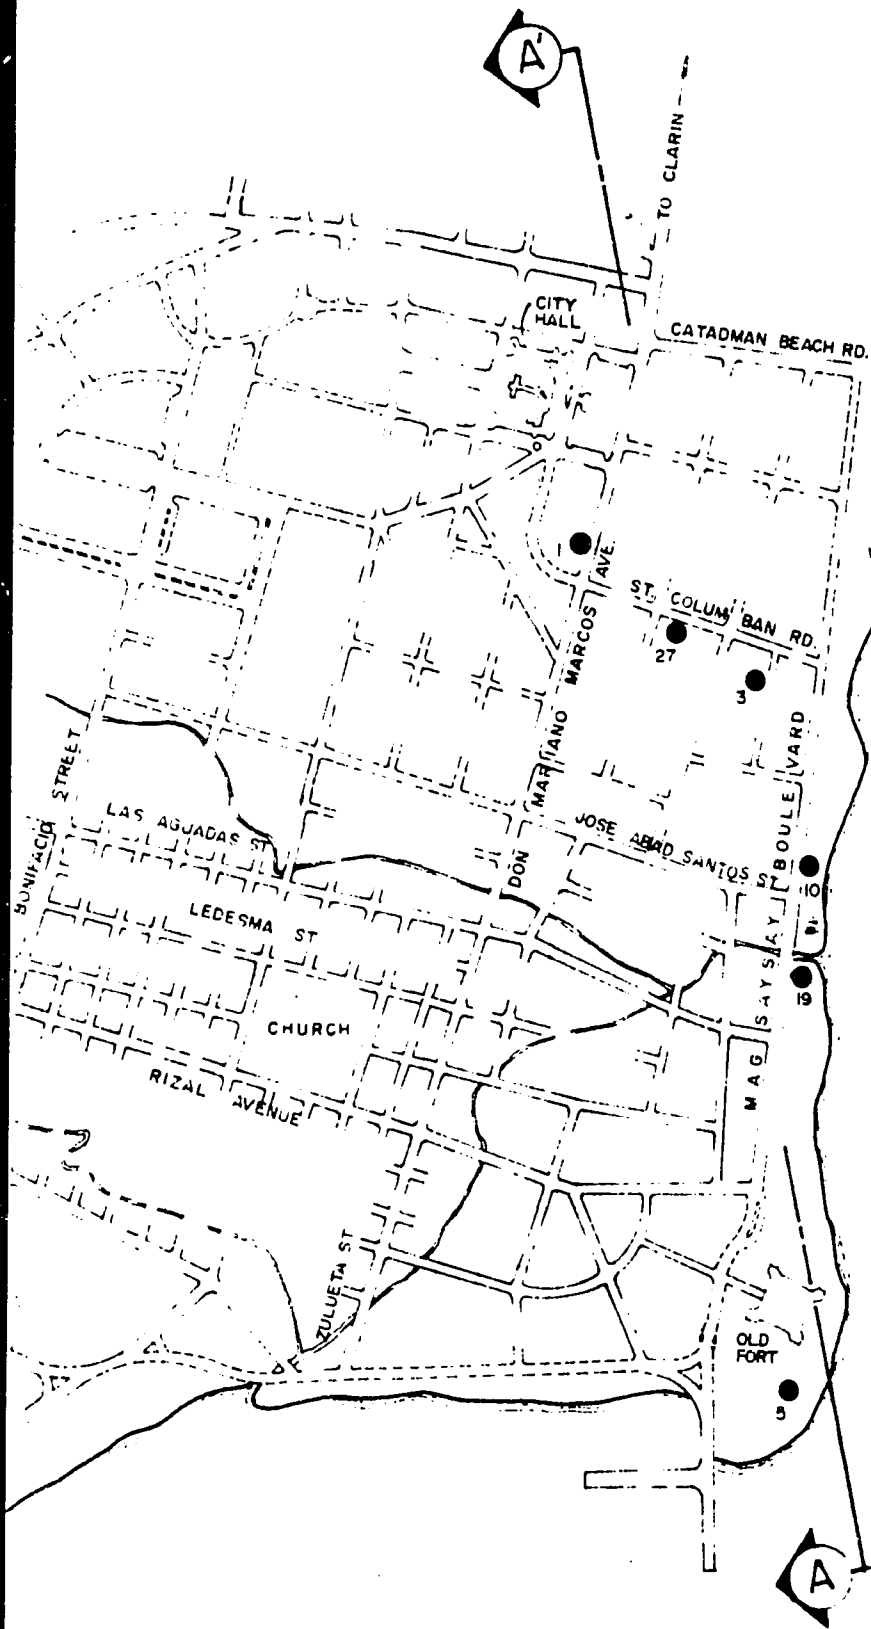 A'
TO CLARIN
CITY
HALL
CATADMAN BEACH RD.
1
DON MARIANO MARCOS AVE.
ST. COLUMBAN RD.
27
3
BONIFACIO STREET
LAS AGUADAS ST
JOSE ABAD SANTOS ST
MAGSAYSAY BOULEVARD
10
LEDESMA ST
19
CHURCH
RIZAL AVENUE
ZULUETA ST
OLD
FORT
5
A